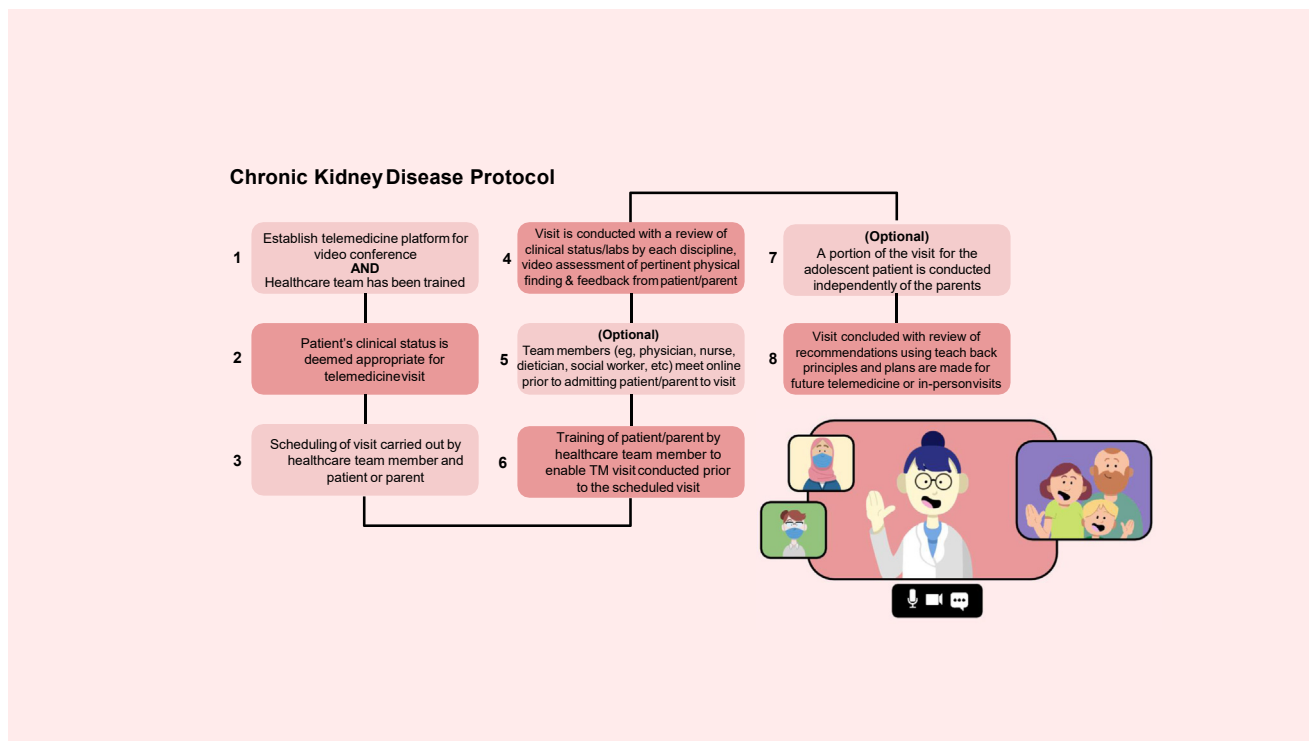 Chronic Kidney Disease Protocol
1
Establish telemedicine platform for
video conference
AND
Healthcare team has been trained
2
Patient's clinical status is
deemed appropriate for
telemedicine visit
3
Scheduling of visit carried out by
healthcare team member and
patient or parent
4
Visit is conducted with a review of
clinical status/labs by each discipline,
video assessment of pertinent physical
finding & feedback from patient/parent
5
(Optional)
Team members (eg, physician, nurse,
dietician, social worker, etc) meet online
prior to admitting patient/parent to visit
6
Training of patient/parent by
healthcare team member to
enable TM visit conducted prior
to the scheduled visit
7
(Optional)
A portion of the visit for the
adolescent patient is conducted
independently of the parents
8
Visit concluded with review of
recommendations using teach back
principles and plans are made for
future telemedicine or in-person visits